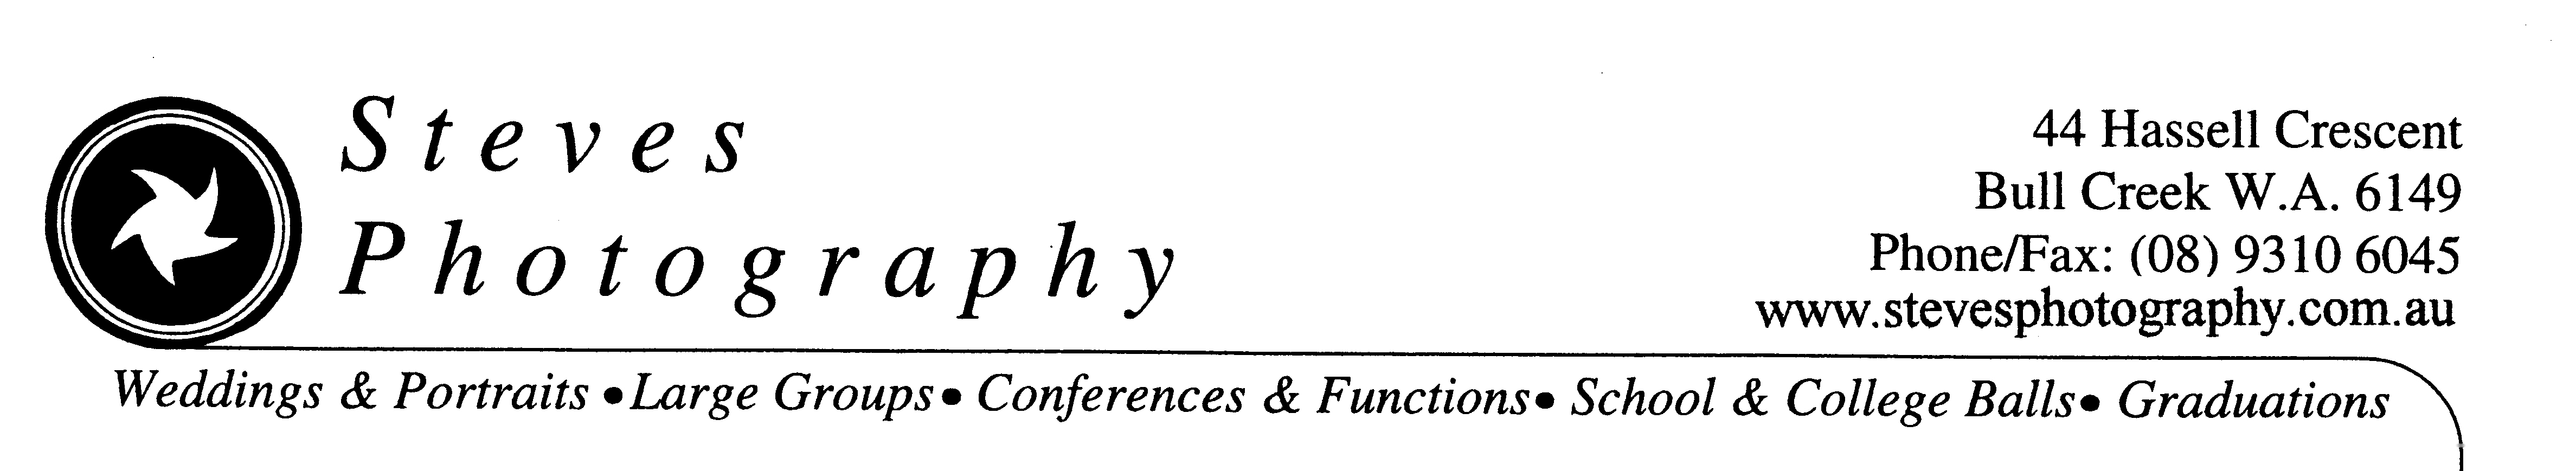 Steves
Photography
44 Hassell Crescent
Bull Creek W.A. 6149
Phone/Fax: (08) 9310 6045
www.stevesphotography.com.au
Weddings & Portraits •Large Groups• Conferences & Functions• School & College Balls• Graduations